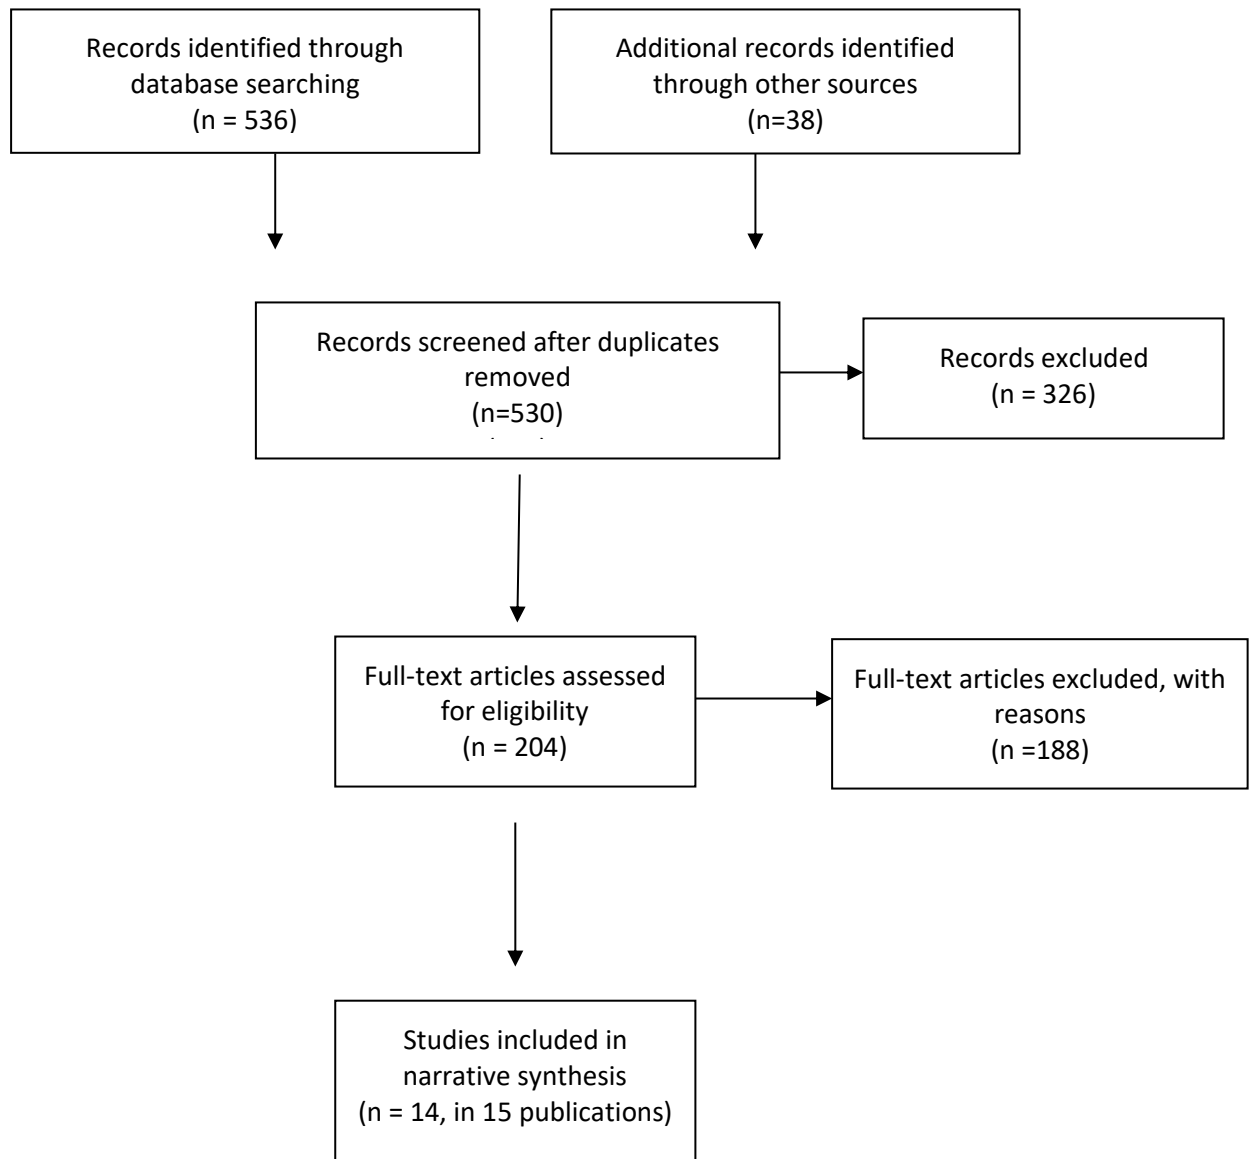 Records identified through
database searching
(n = 536)
Additional records identified
through other sources
(n=38)
Records screened after duplicates
removed
(n=530)
Records excluded
(n = 326)
Full-text articles assessed
for eligibility
(n = 204)
Full-text articles excluded, with
reasons
(n =188)
Studies included in
narrative synthesis
(n = 14, in 15 publications)